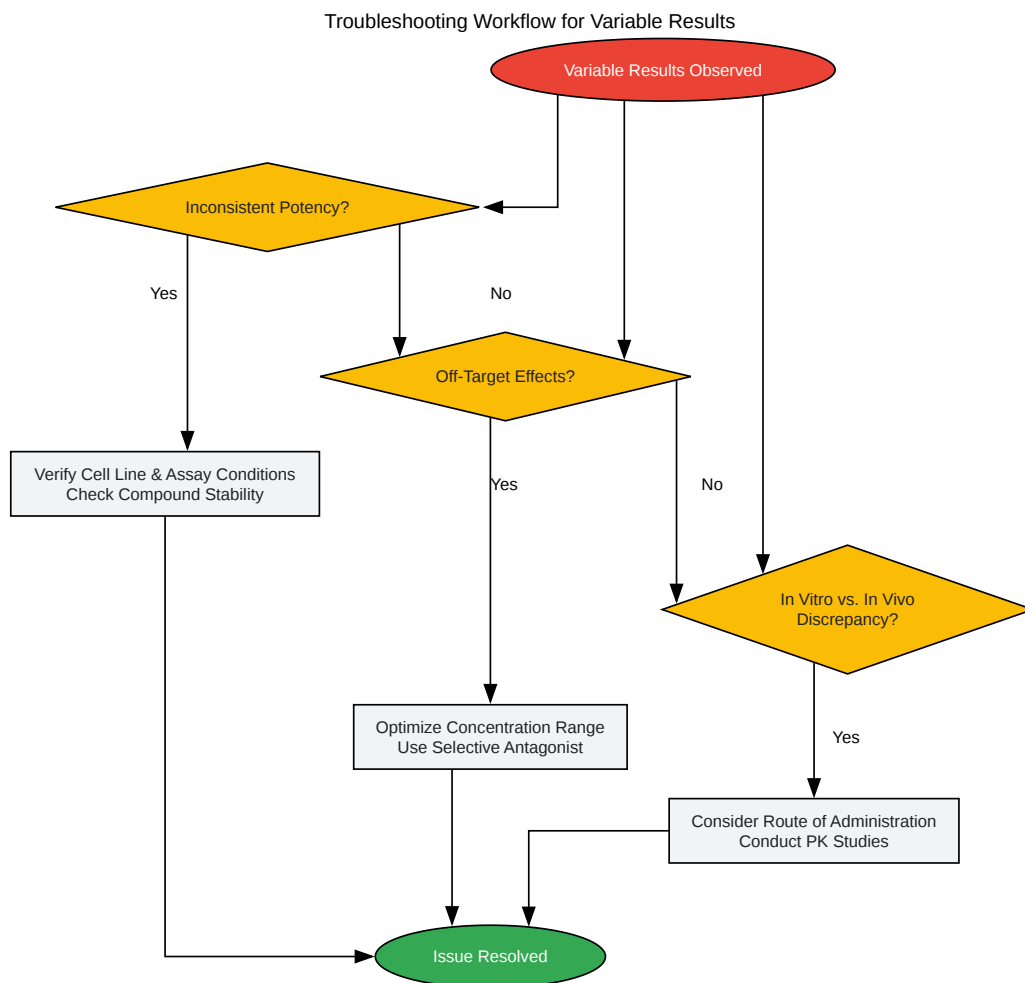 Troubleshooting Workflow for Variable Results
Variable Results Observed
Inconsistent Potency?
Yes
No
Off-Target Effects?
Verify Cell Line & Assay Conditions
Check Compound Stability
Yes
No
In Vitro vs. In Vivo
Discrepancy?
Optimize Concentration Range
Use Selective Antagonist
Yes
Consider Route of Administration
Conduct PK Studies
Issue Resolved